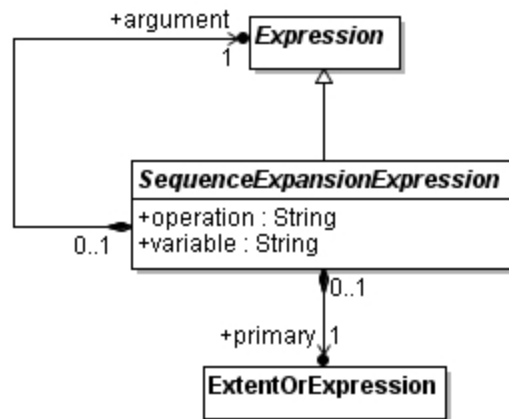 +argument
Expression
1
SequenceExpansionExpression
+operation : String
+variable : String
0..1
0..1
+primary 1
ExtentOrExpression